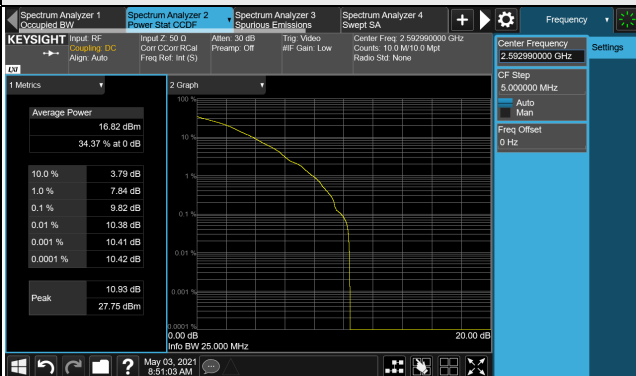 Spectrum Analyzer 1
Occupied BW
Spectrum Analyzer 2
Power Stat CCDF
Spectrum Analyzer 3
Spurious Emissions
Spectrum Analyzer 4
Swept SA
Frequency
KEYSIGHT
Input: RF
Coupling: DC
Align: Auto
Input Z: 50 Ω
Corr CCorr RCal
Freq Ref: Int (S)
Atten: 30 dB
Preamp: Off
Trig: Video
#IF Gain: Low
Center Freq: 2.592990000 GHz
Counts: 10.0 M/10.0 Mpt
Radio Std: None
LXI
Center Frequency
2.592990000 GHz
Settings
CF Step
5.000000 MHz
Auto
Man
Freq Offset
0 Hz
1 Metrics
Average Power
16.82 dBm
34.37 % at 0 dB
10.0 % 3.79 dB
1.0 % 7.84 dB
0.1 % 9.82 dB
0.01 % 10.38 dB
0.001 % 10.41 dB
0.0001 % 10.42 dB
Peak
10.93 dB
27.75 dBm
2 Graph
100 %
10 %
1 %
0.1 %
0.01 %
0.001 %
0.0001 %
0.00 dB 20.00 dB
Info BW 25.000 MHz
May 03, 2021
8:51:03 AM